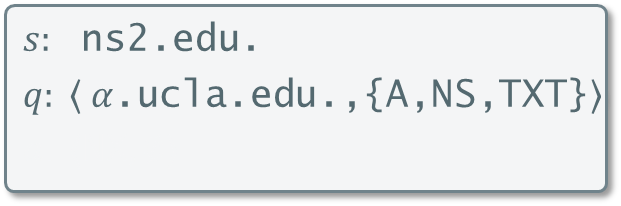 s: ns2.edu.
q: ⟨α.ucla.edu.,{A,NS,TXT}⟩